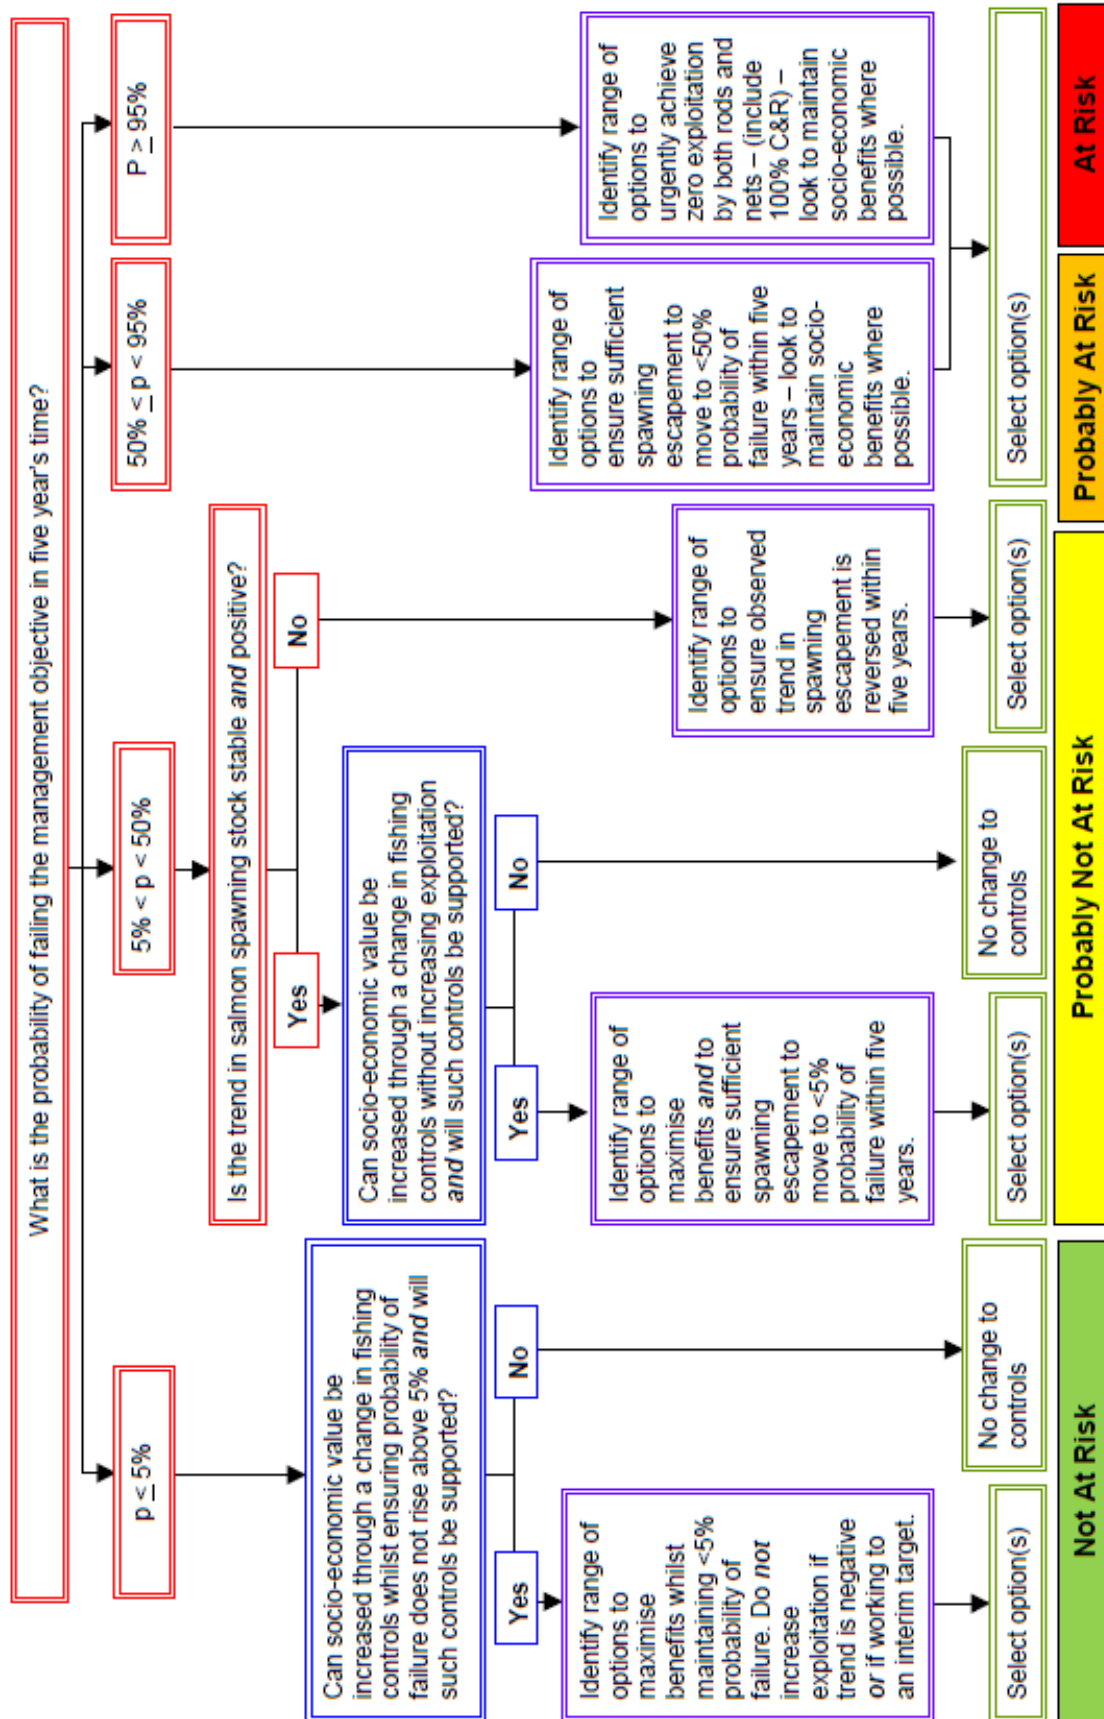 What is the probability of failing the management objective in five year's time?
p ≤ 5%
5% < p < 50%
50% ≤ p < 95%
P ≥ 95%
Is the trend in salmon spawning stock stable and positive?
Yes
No
Can socio-economic value be
increased through a change in fishing
controls whilst ensuring probability of
failure does not rise above 5% and will
such controls be supported?
Can socio-economic value be
increased through a change in fishing
controls without increasing exploitation
and will such controls be supported?
Yes
No
Yes
No
Identify range of
options to
maximise
benefits whilst
maintaining <5%
probability of
failure. Do not
increase
exploitation if
trend is negative
or if working to
an interim target.
Identify range of
options to
maximise
benefits and to
ensure sufficient
spawning
escapement to
move to <5%
probability of
failure within five
years.
Identify range of
options to
ensure observed
trend in
spawning
escapement is
reversed within
five years.
Identify range of
options to
ensure sufficient
spawning
escapement to
move to <50%
probability of
failure within five
years – look to
maintain socio-
economic
benefits where
possible.
Identify range of
options to
urgently achieve
zero exploitation
by both rods and
nets – (include
100% C&R) –
look to maintain
socio-economic
benefits where
possible.
Select option(s)
No change to
controls
Select option(s)
No change to
controls
Select option(s)
Select option(s)
Not At Risk
Probably Not At Risk
Probably At Risk
At Risk